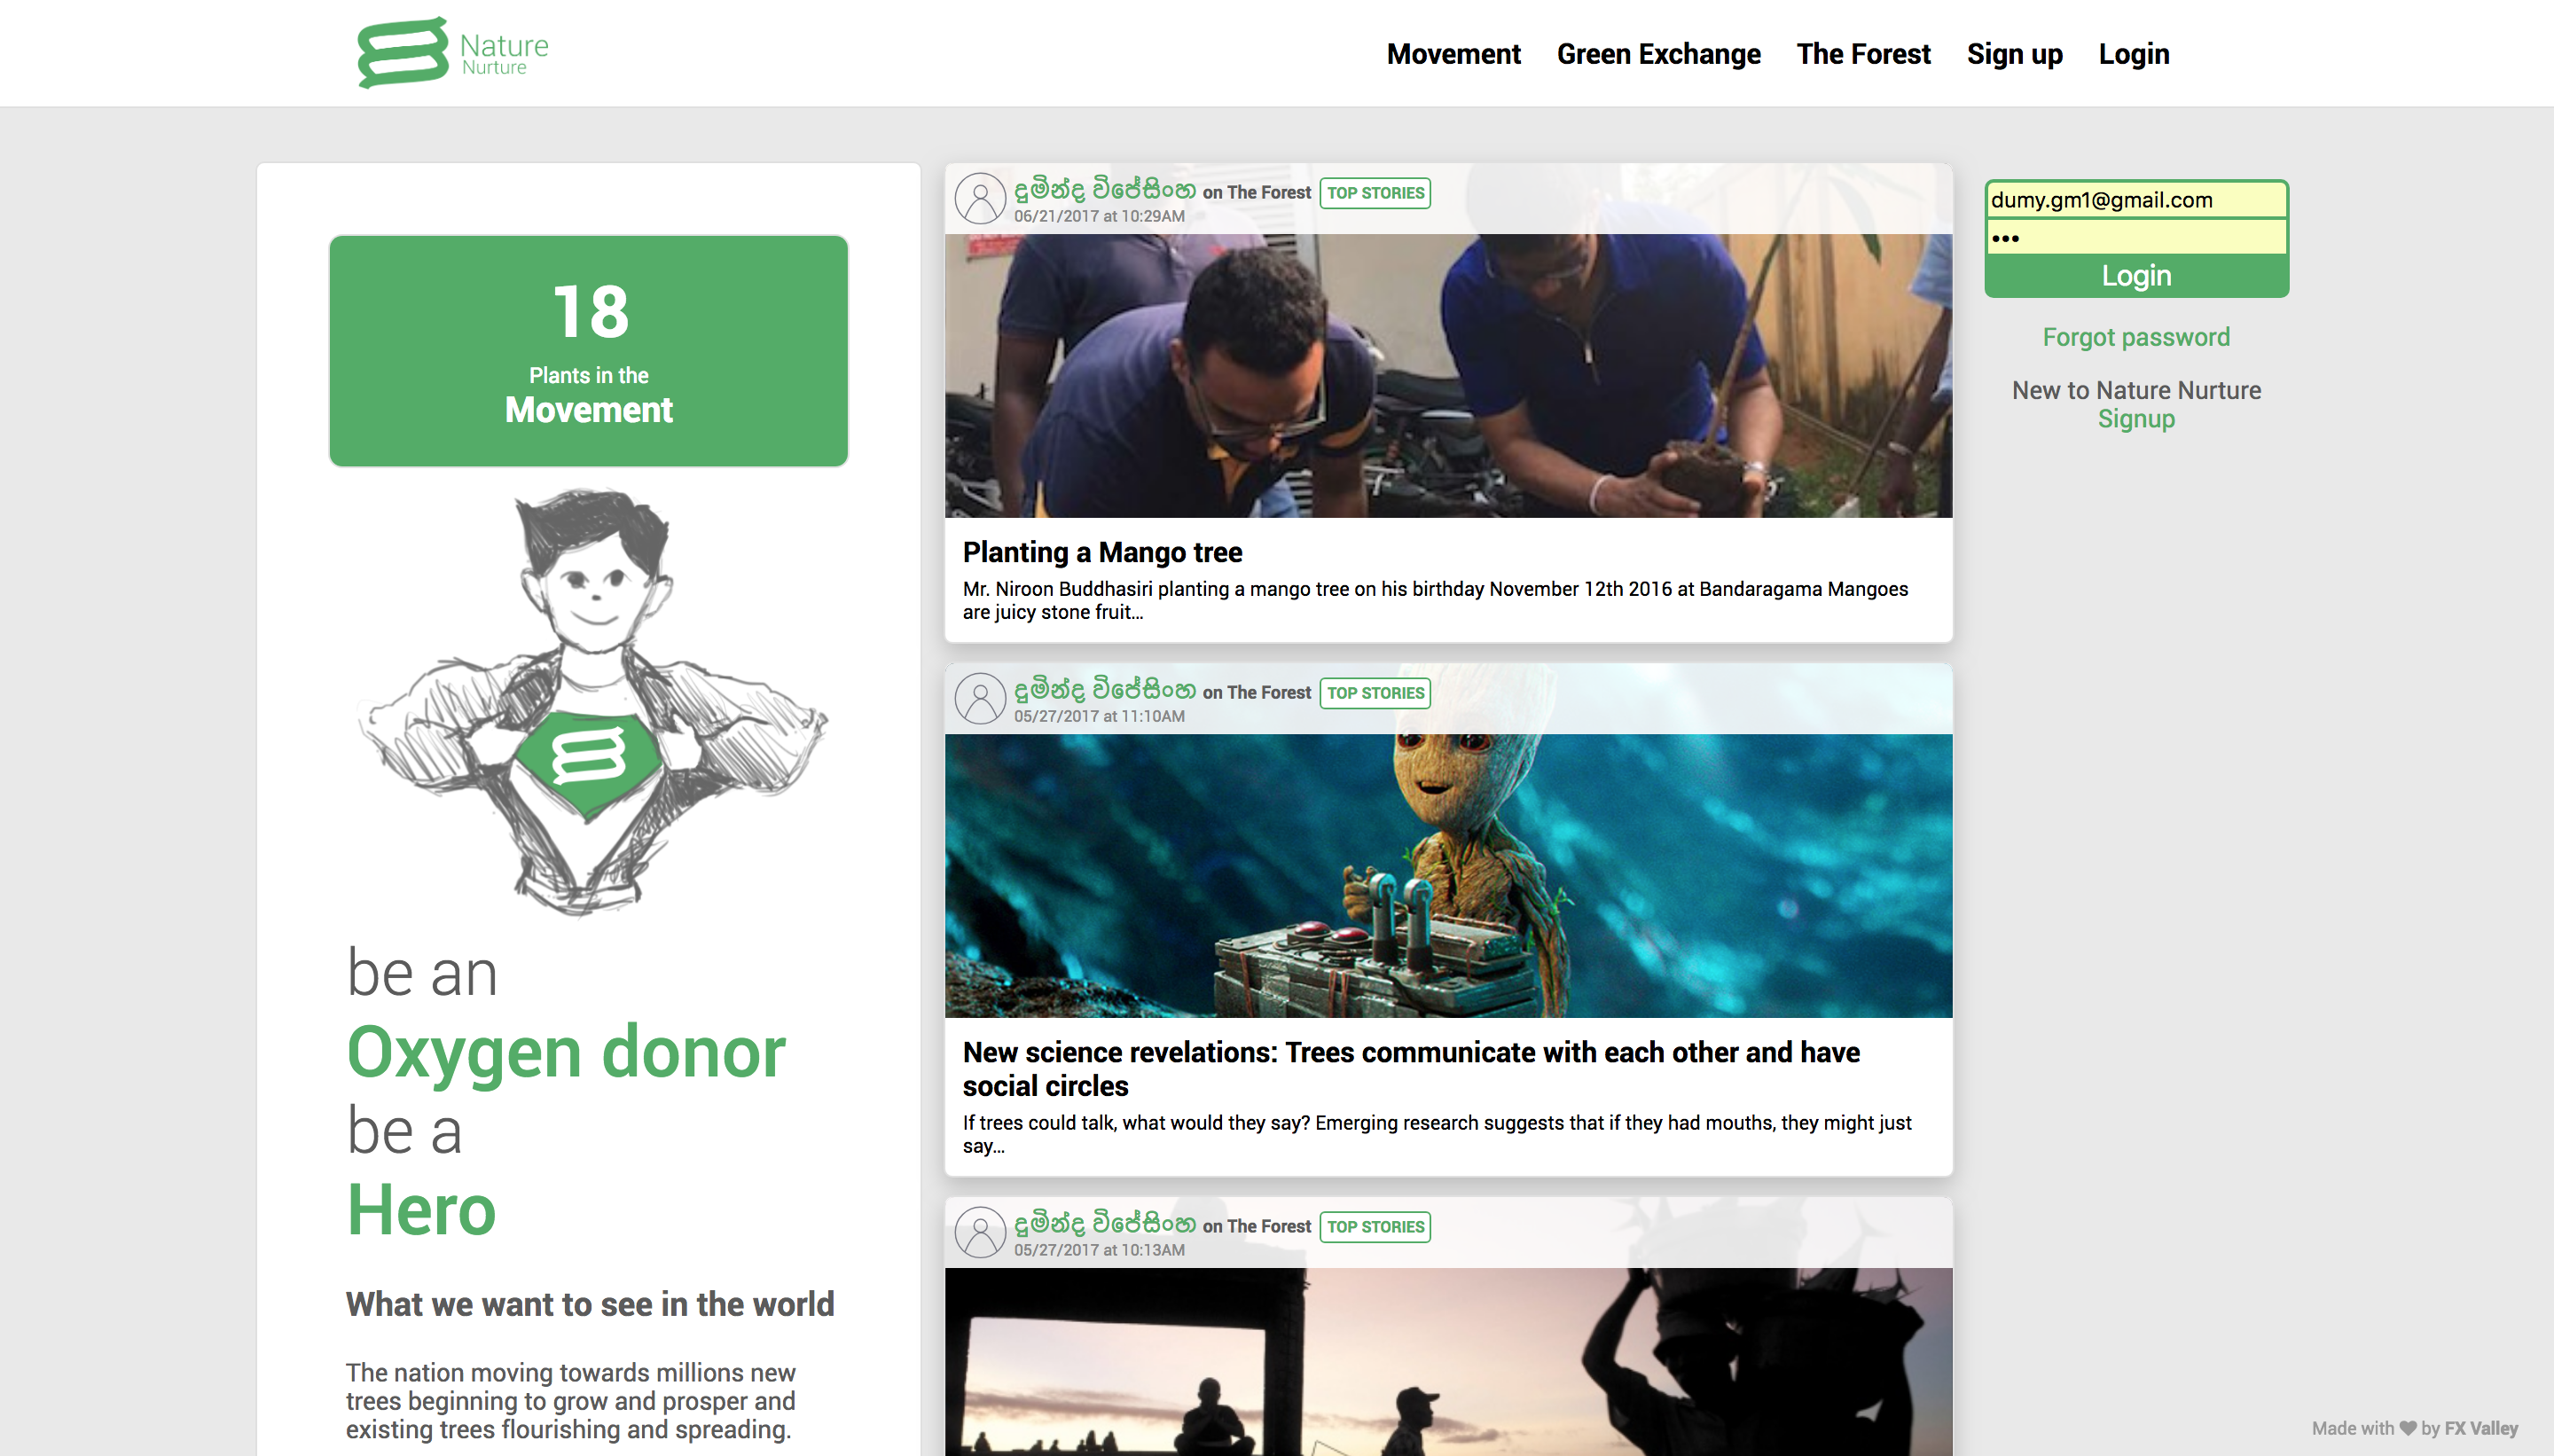 Nature
Nurture
Movement
Green Exchange
The Forest
Sign up
Login
18
Plants in the
Movement
be an
Oxygen donor
be a
Hero
What we want to see in the world
The nation moving towards millions new
trees beginning to grow and prosper and
existing trees flourishing and spreading.
දුමින්ද විජේසිංහ on The Forest TOP STORIES
06/21/2017 at 10:29AM
Planting a Mango tree
Mr. Niroon Buddhasiri planting a mango tree on his birthday November 12th 2016 at Bandaragama Mangoes
are juicy stone fruit...
දුමින්ද විජේසිංහ on The Forest TOP STORIES
05/27/2017 at 11:10AM
New science revelations: Trees communicate with each other and have
social circles
If trees could talk, what would they say? Emerging research suggests that if they had mouths, they might just
say...
දුමින්ද විජේසිංහ on The Forest TOP STORIES
05/27/2017 at 10:13AM
dumy.gm1@gmail.com
•••
Login
Forgot password
New to Nature Nurture
Signup
Made with ♥ by FX Valley